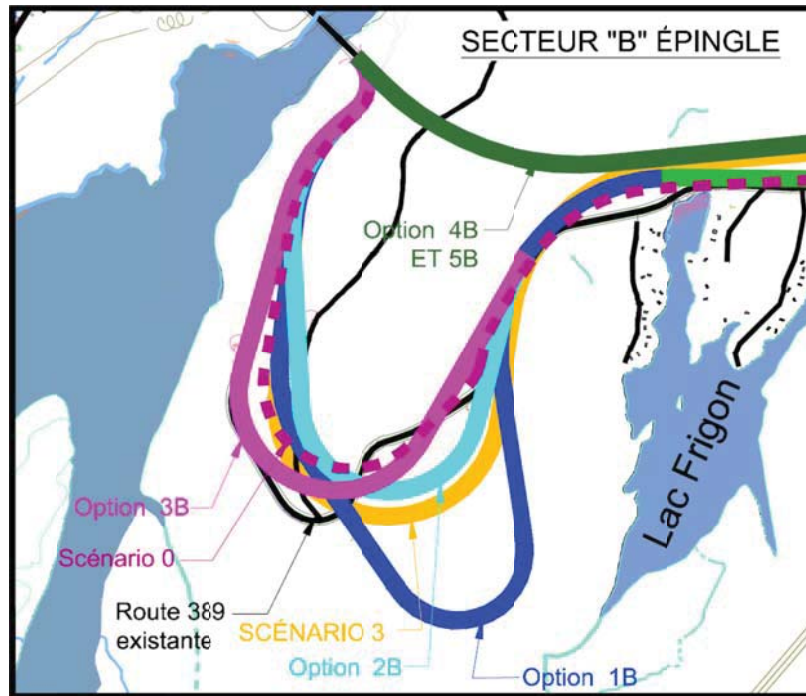 SECTEUR "B" ÉPINGLE
Option 4B
ET 5B
Lac Frigon
Option 3B
Scénario 0
Route 389
existante
SCÉNARIO 3
Option 2B
Option 1B